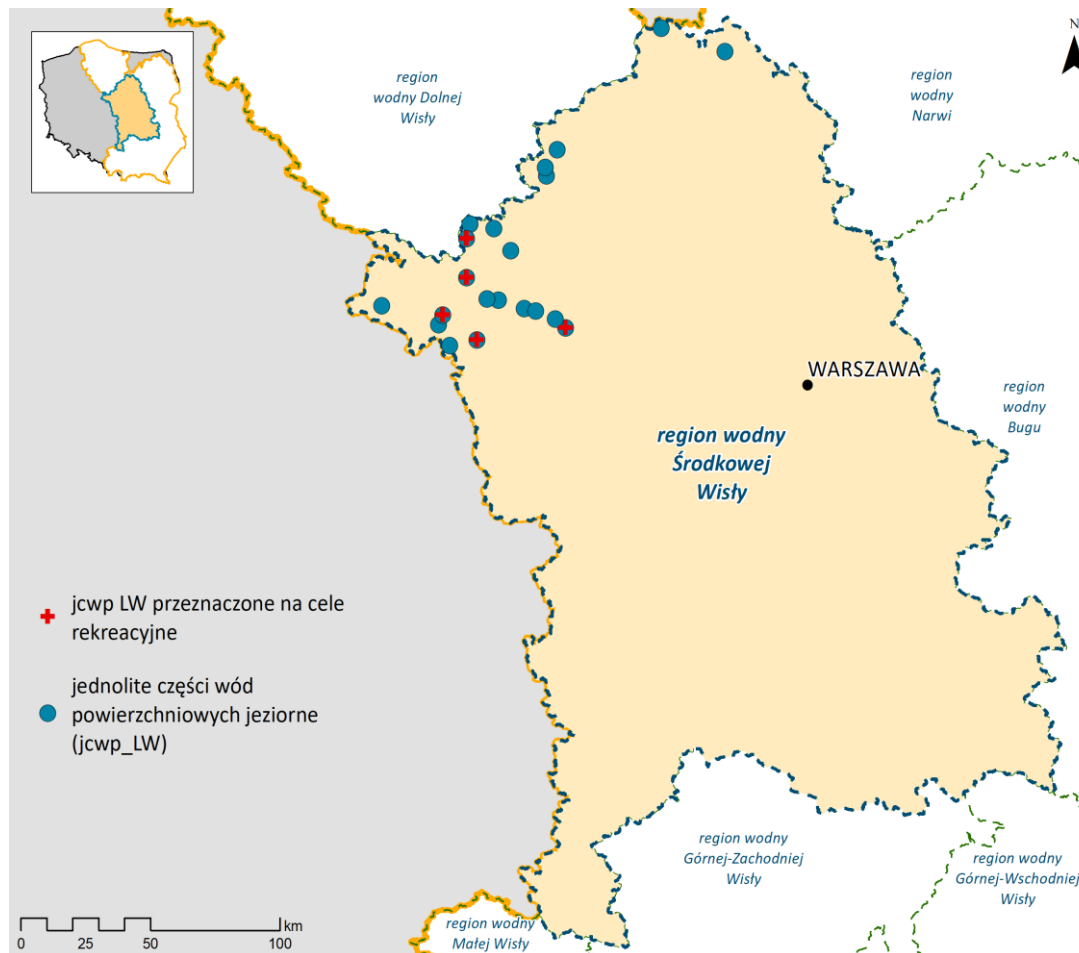 N
region
wodny Dolnej
Wisły
region
wodny
Narwi
WARSZAWA
region
wodny
Bugu
region wodny
Środkowej
Wisły
jcwp LW przeznaczone na cele
rekreacyjne
jednolite części wód
powierzchniowych jeziorne
(jcwp_LW)
region wodny
Górnej-Zachodniej
Wisły
region wodny
Górnej-Wschodniej
Wisły
region wodny
Małej Wisły
km
0 25 50 100